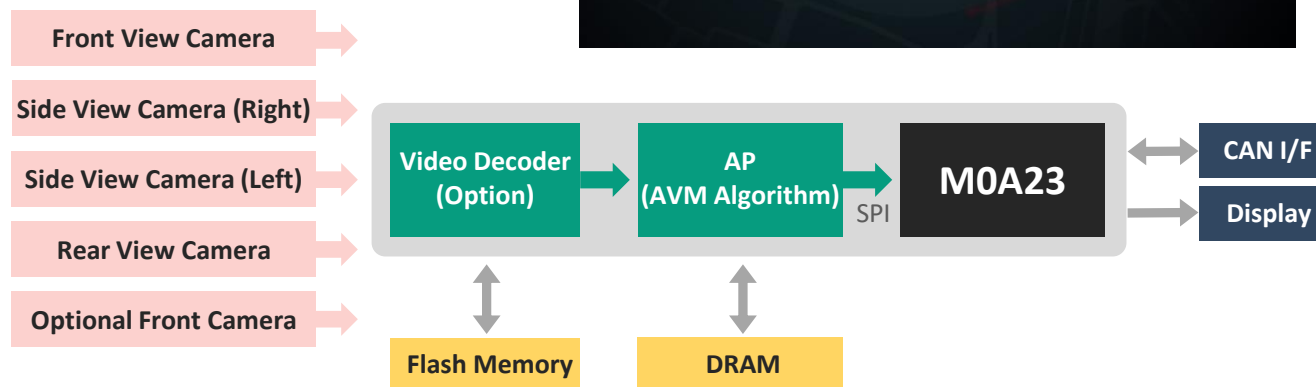 Front View Camera
Side View Camera (Right)
Side View Camera (Left)
Rear View Camera
Optional Front Camera
Video Decoder
(Option)
AP
(AVM Algorithm)
SPI
M0A23
CAN I/F
Display
Flash Memory
DRAM